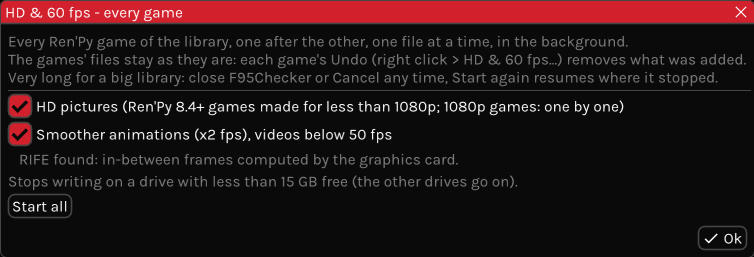 HD & 60 fps - every game
Every Ren'Py game of the library, one after the other, one file at a time, in the background.
The games' files stay as they are: each game's Undo (right click > HD & 60 fps...) removes what was added.
Very long for a big library: close F95Checker or Cancel any time, Start again resumes where it stopped.
HD pictures (Ren'Py 8.4+ games made for less than 1080p; 1080p games: one by one)
Smoother animations (x2 fps), videos below 50 fps
RIFE found: in-between frames computed by the graphics card.
Stops writing on a drive with less than 15 GB free (the other drives go on).
Start all
Ok